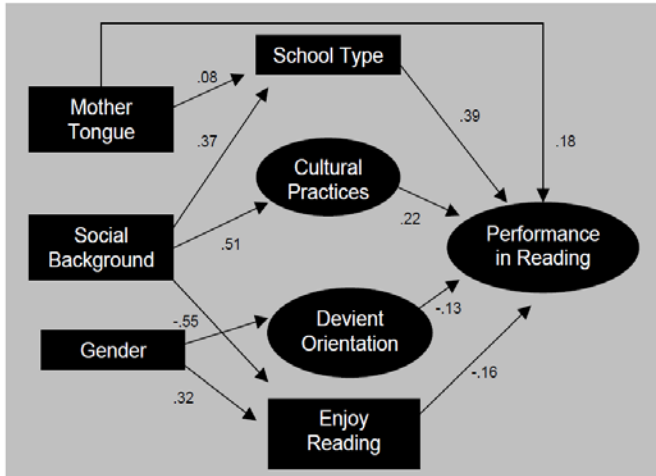 School Type
.08
Mother
Tongue
.37
.39
Cultural
Practices
.18
.22
Social
Background
.51
Performance
in Reading
-.55
Devient
Orientation
-.13
Gender
.32
-.16
Enjoy
Reading